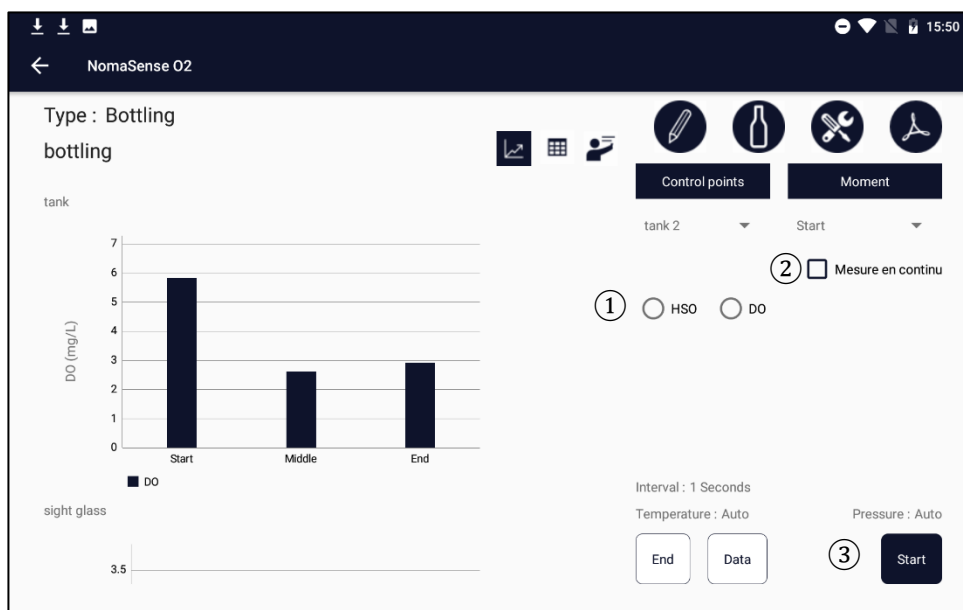 15:50
NomaSense O2
Type : Bottling
bottling
tank
7
6
5
4
3
2
1
0
DO (mg/L)
Start Middle End
DO
sight glass
3.5
Control points Moment
tank 2 Start
② Mesure en continu
① HSO DO
Interval : 1 Seconds
Temperature : Auto Pressure : Auto
End Data ③ Start